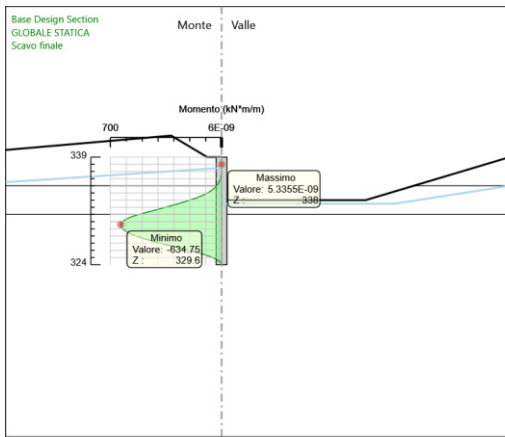 Base Design Section
GLOBALE STATICA
Scavo finale
Monte Valle
Momento (kN*m/m)
700 6E-09
339
Massimo
Valore: 5.3355E-09
Z : 338
Minimo
Valore: -634.75
Z : 329.6
324